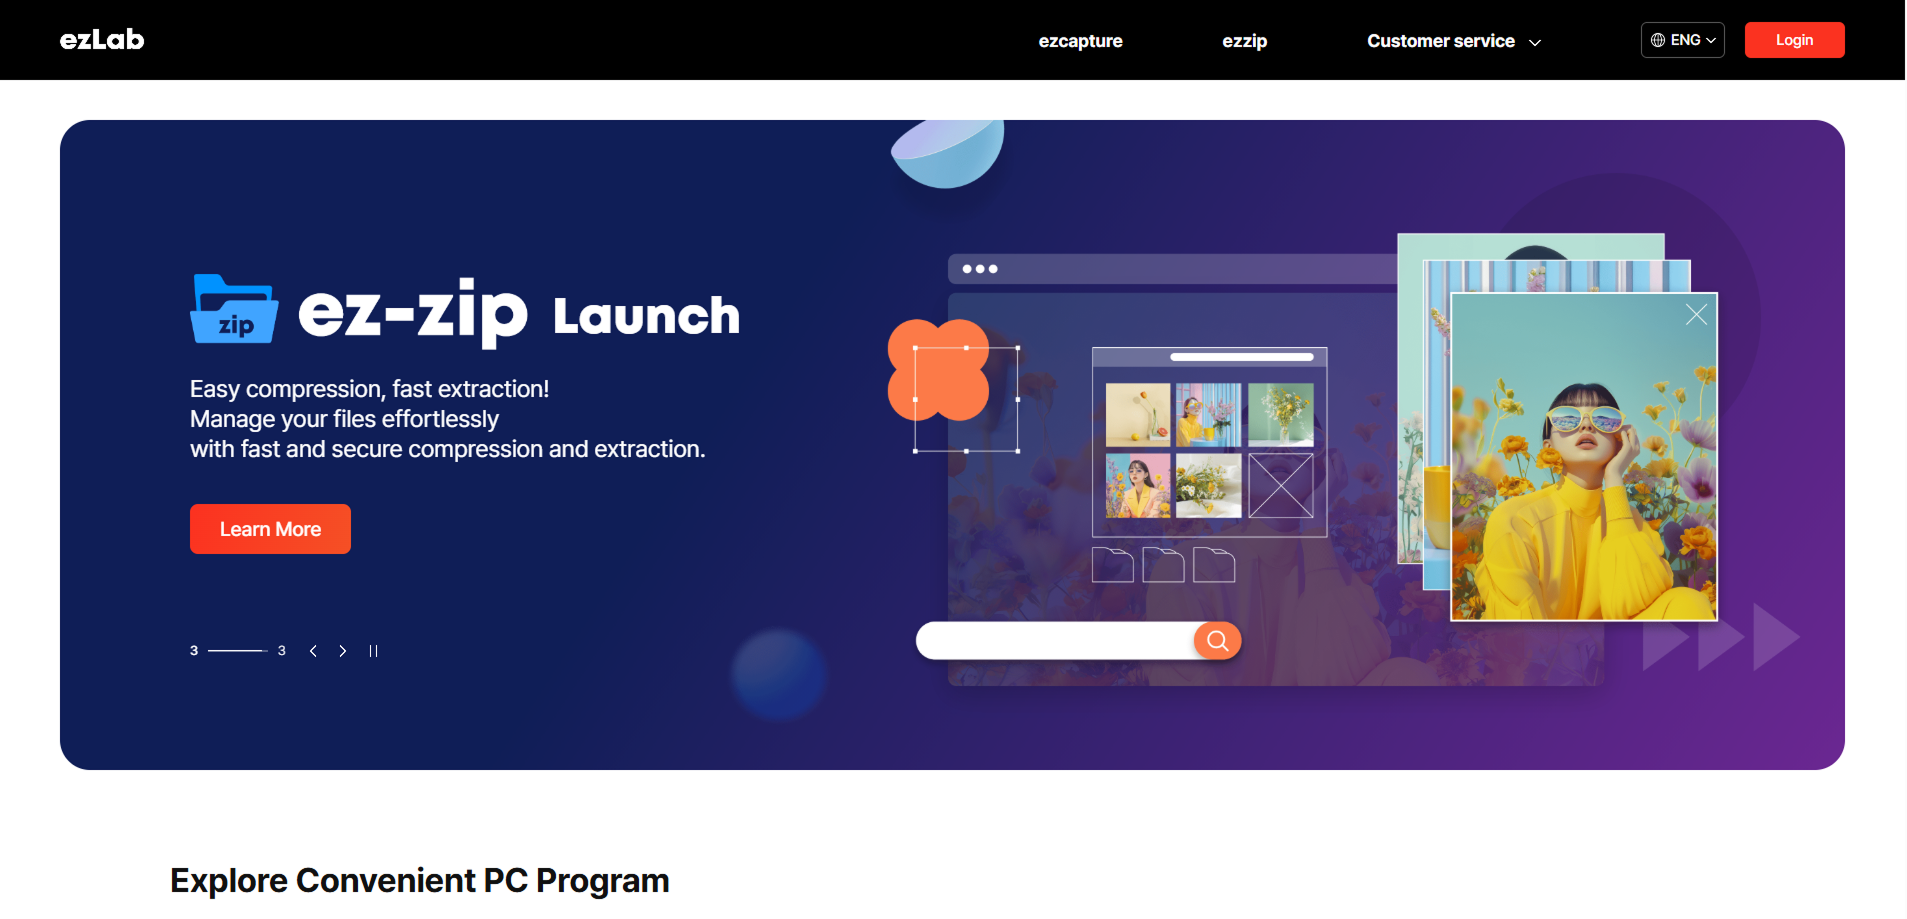 ezLab
ezcapture
ezzip
Customer service
ENG
Login
zip
ez-zip Launch
Easy compression, fast extraction!
Manage your files effortlessly
with fast and secure compression and extraction.
Learn More
3
3
Explore Convenient PC Program